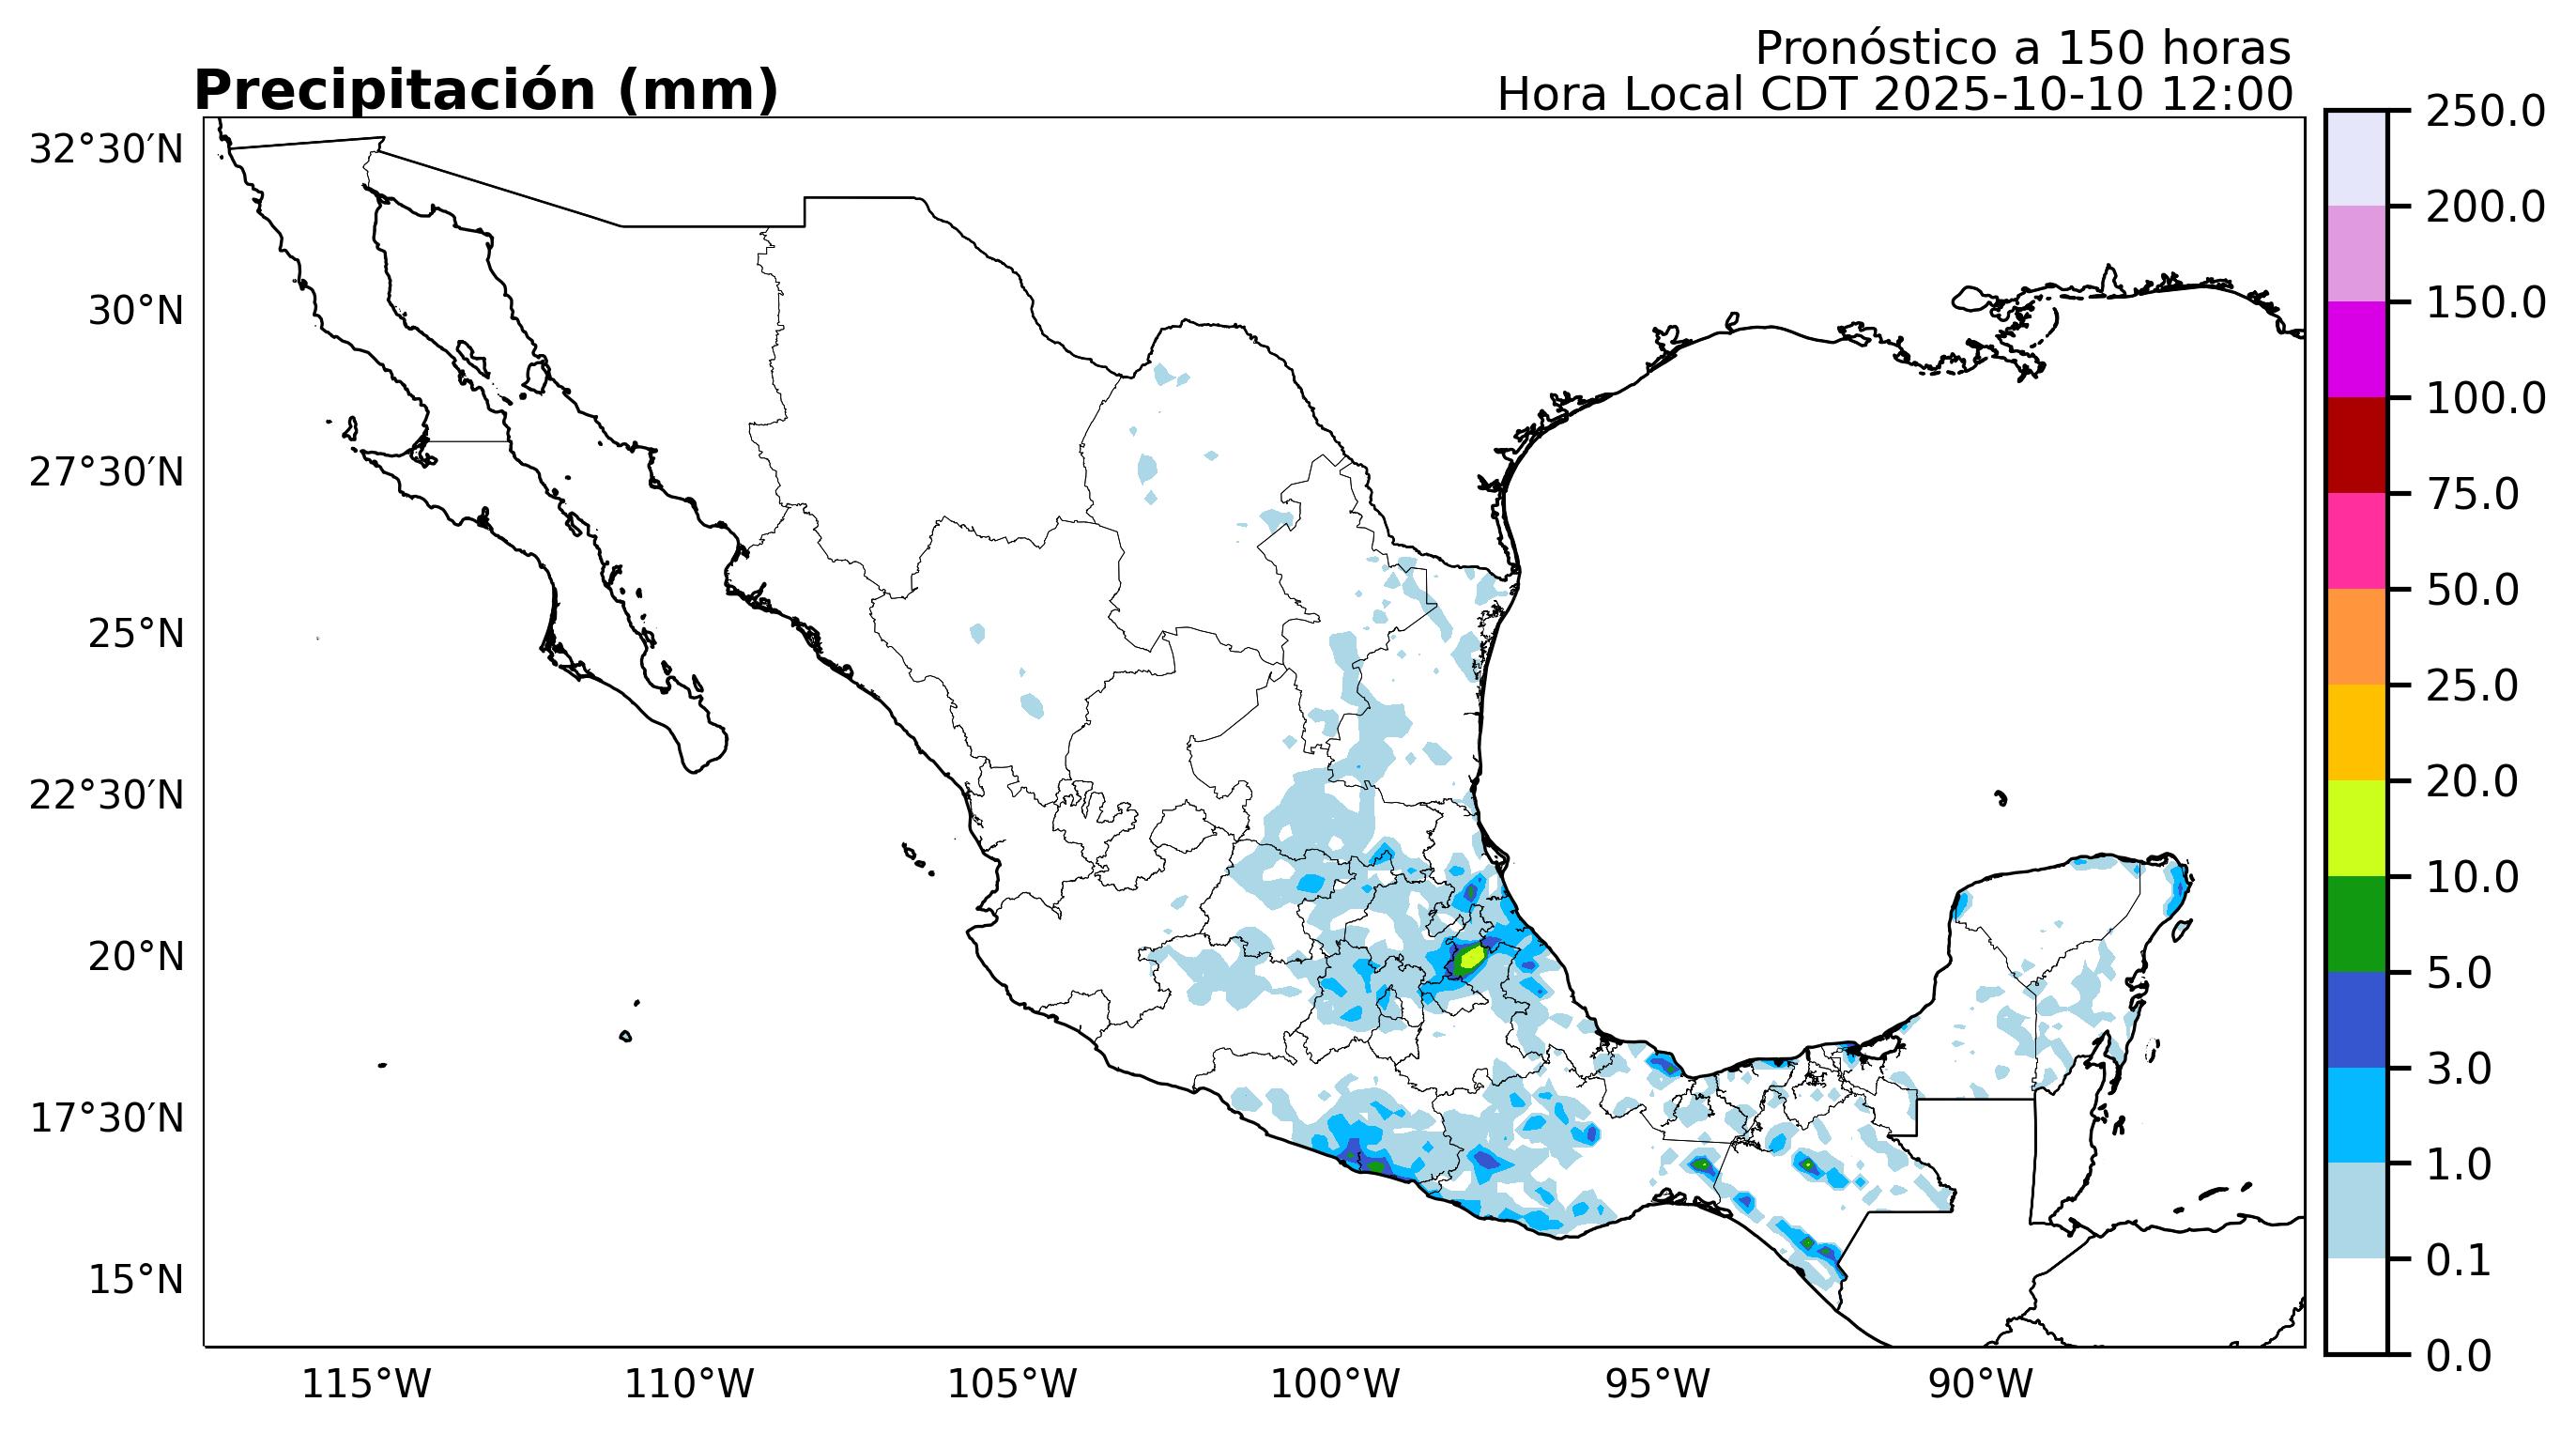 Pronóstico a 150 horas
Precipitación (mm)
Hora Local CDT 2025-10-10 12:00
32°30′N
30°N
27°30′N
25°N
22°30′N
20°N
17°30′N
15°N
115°W
110°W
105°W
100°W
95°W
90°W
250.0
200.0
150.0
100.0
75.0
50.0
25.0
20.0
10.0
5.0
3.0
1.0
0.1
0.0